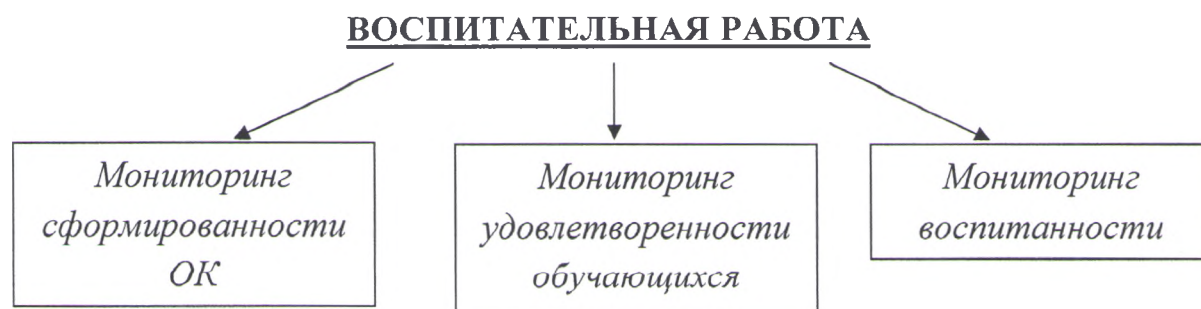 ВОСПИТАТЕЛЬНАЯ РАБОТА
Мониторинг
сформированности
ОК
Мониторинг
удовлетворенности
обучающихся
Мониторинг
воспитанности